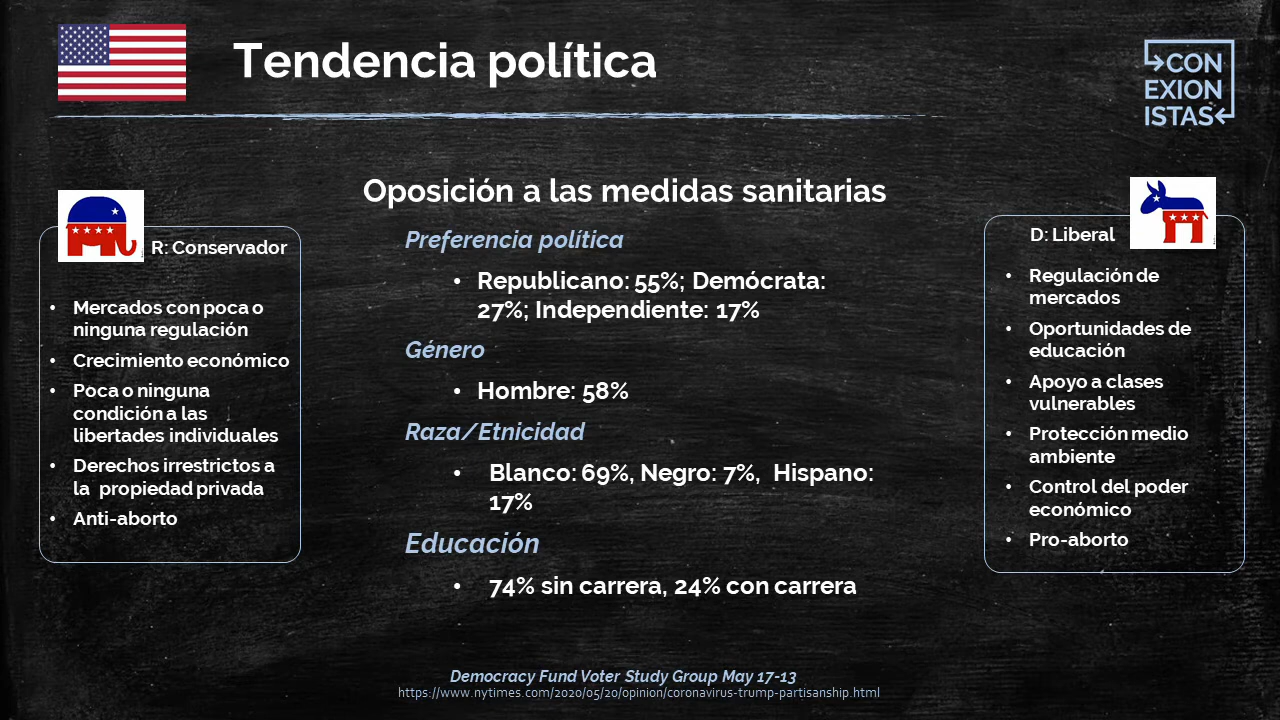 Tendencia política
CON
EXION
ISTAS
Oposición a las medidas sanitarias
R: Conservador
Mercados con poca o
ninguna regulación
Crecimiento económico
Poca o ninguna
condición a las
libertades individuales
Derechos irrestrictos a
la propiedad privada
Anti-aborto
Preferencia política
Republicano: 55%; Demócrata:
27%; Independiente: 17%
Género
Hombre: 58%
Raza/Etnicidad
Blanco: 69%, Negro: 7%, Hispano:
17%
Educación
74% sin carrera, 24% con carrera
D: Liberal
Regulación de
mercados
Oportunidades de
educación
Apoyo a clases
vulnerables
Protección medio
ambiente
Control del poder
económico
Pro-aborto
Democracy Fund Voter Study Group May 17-13
https://www.nytimes.com/2020/05/20/opinion/coronavirus-trump-partisanship.html